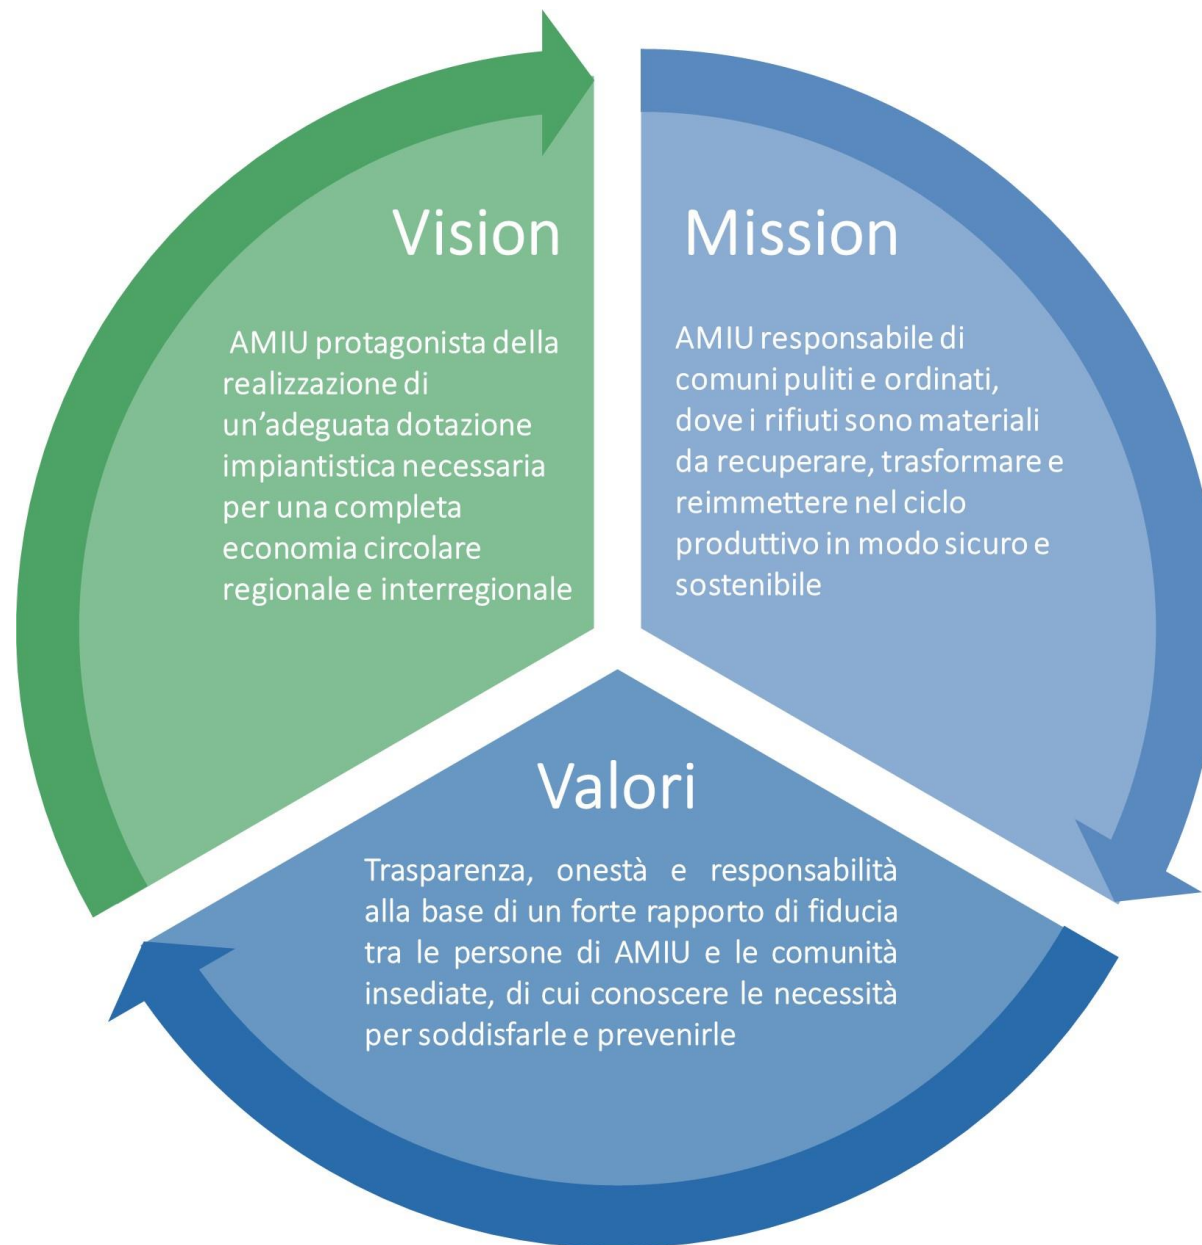 Vision
AMIU protagonista della
realizzazione di
un’adeguata dotazione
impiantistica necessaria
per una completa
economia circolare
regionale e interregionale
Mission
AMIU responsabile di
comuni puliti e ordinati,
dove i rifiuti sono materiali
da recuperare, trasformare e
reimmettere nel ciclo
produttivo in modo sicuro e
sostenibile
Valori
Trasparenza, onestà e responsabilità
alla base di un forte rapporto di fiducia
tra le persone di AMIU e le comunità
insediate, di cui conoscere le necessità
per soddisfarle e prevenirle